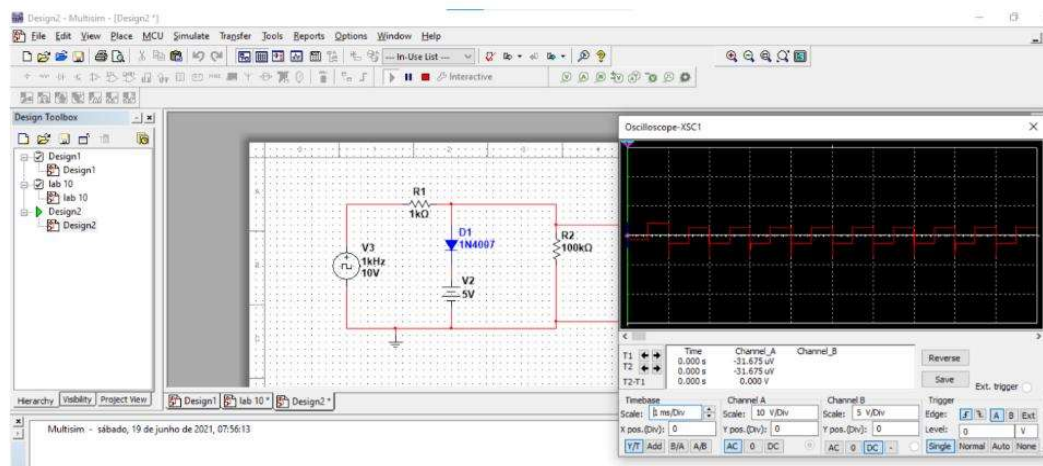 Design2 - Multisim - [Design2 *]
File Edit View Place MCU Simulate Transfer Tools Reports Options Window Help
--- In-Use List ---
Interactive
Design Toolbox
Design1
Design1
lab 10
lab 10
Design2
Design2
Hierarchy Visibility Project View
0 1 2 3 4
A
B
R1
1kΩ
D1
1N4007
R2
100kΩ
V3
1kHz
10V
V2
5V
Design1 lab 10 * Design2 *
Oscilloscope-XSC1
Time Channel_A Channel_B
T1 0.000 s -31.675 uV
T2 0.000 s -31.675 uV
T2-T1 0.000 s 0.000 V
Reverse
Save
Ext. trigger
Timebase Channel A Channel B Trigger
Scale: 1 ms/Div Scale: 10 V/Div Scale: 5 V/Div Edge: A B Ext
X pos.(Div): 0 Y pos.(Div): 0 Y pos.(Div): 0 Level: 0 V
Y/T Add B/A A/B AC 0 DC AC 0 DC - Single Normal Auto None
Multisim - sábado, 19 de junho de 2021, 07:56:13